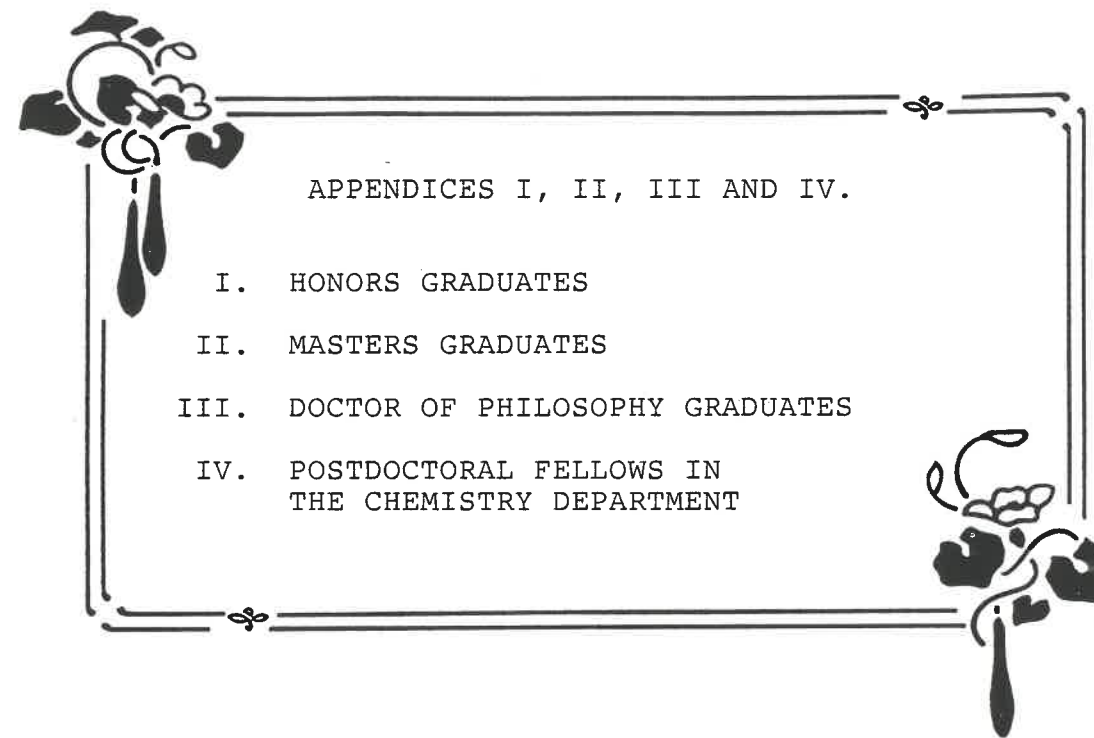 APPENDICES I, II, III AND IV.
I. HONORS GRADUATES
II. MASTERS GRADUATES
III. DOCTOR OF PHILOSOPHY GRADUATES
IV. POSTDOCTORAL FELLOWS IN
THE CHEMISTRY DEPARTMENT